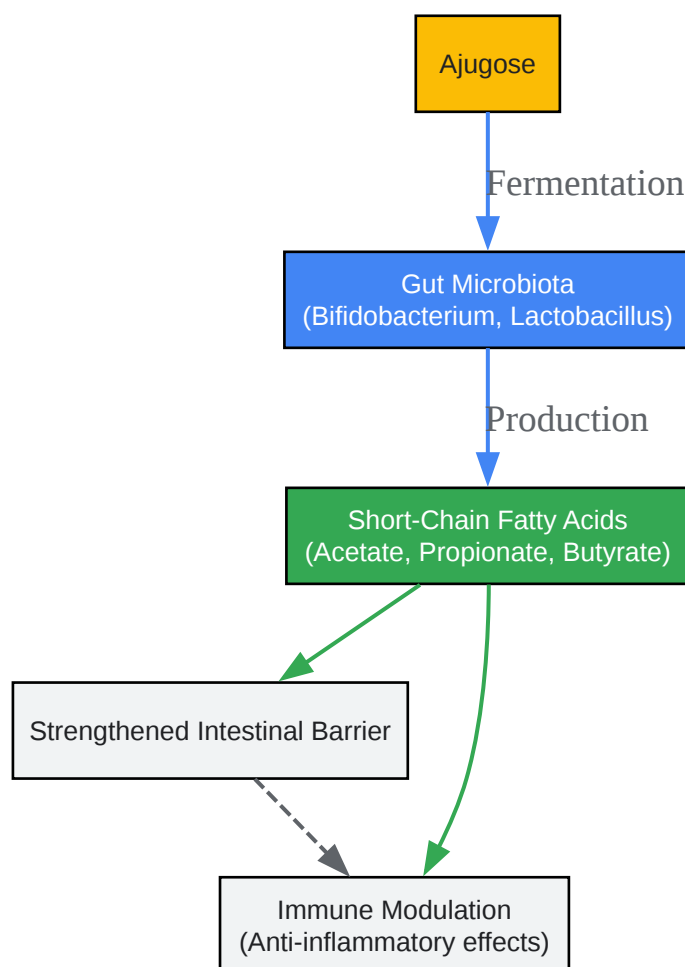 Ajugose
Fermentation
Gut Microbiota
(Bifidobacterium, Lactobacillus)
Production
Short-Chain Fatty Acids
(Acetate, Propionate, Butyrate)
Strengthened Intestinal Barrier
Immune Modulation
(Anti-inflammatory effects)